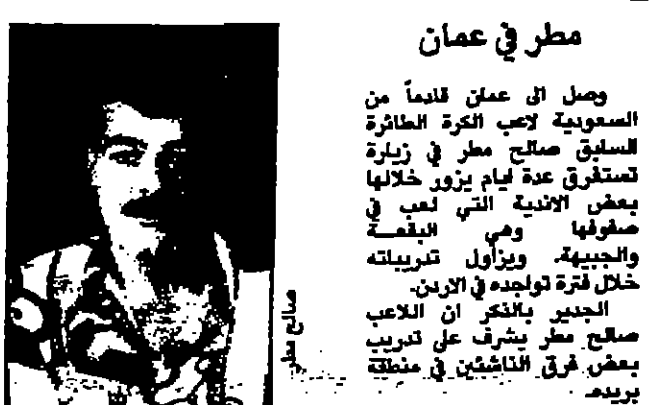 مطر في عمان
وصل الى عمان قادماً من
السعودية لاعب الكرة الطائرة
السابق صالح مطر في زيارة
تستغرق عدة ايام يزور خلالها
بعض الاندية التي لعب في
صفوفها وهي البقعــة
والجبيهة. ويزاول تدريباته
خلال فترة تواجده في الاردن.
الجدير بالذكر ان اللاعب
صالح مطر يشرف على تدريب
بعض فرق الناشئين في منطقة
بريده.
صالح مطر